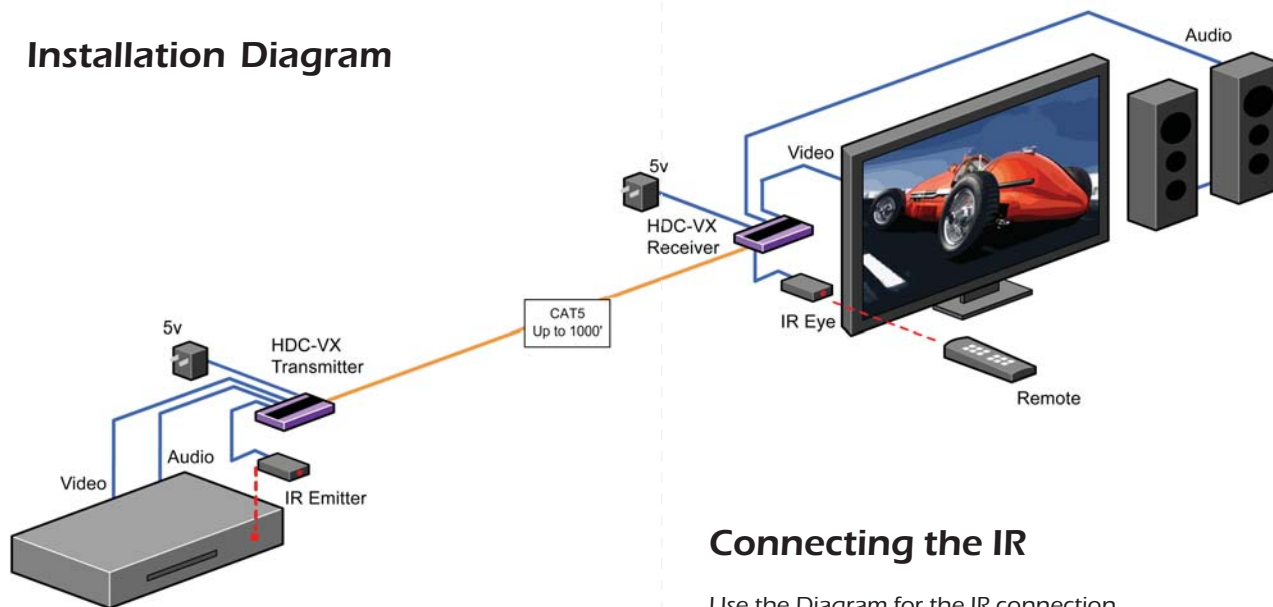 Installation Diagram
Audio
Video
5v
HDC-VX
Receiver
IR Eye
Remote
CAT5
Up to 1000'
5v
HDC-VX
Transmitter
Audio
Video
IR Emitter
Connecting the IR
Use the Diagram for the IR connection